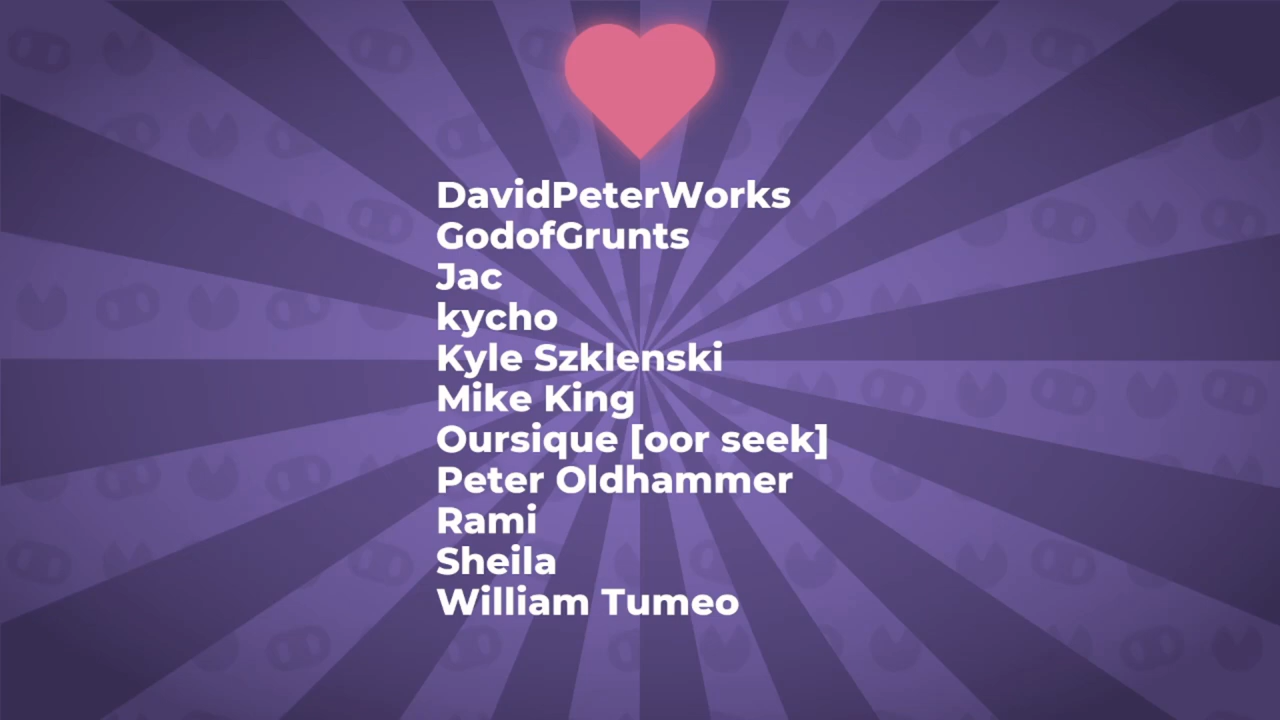 DavidPeterWorks
GodofGrunts
Jac
kycho
Kyle Szklenski
Mike King
Oursique [oor seek]
Peter Oldhammer
Rami
Sheila
William Tumeo